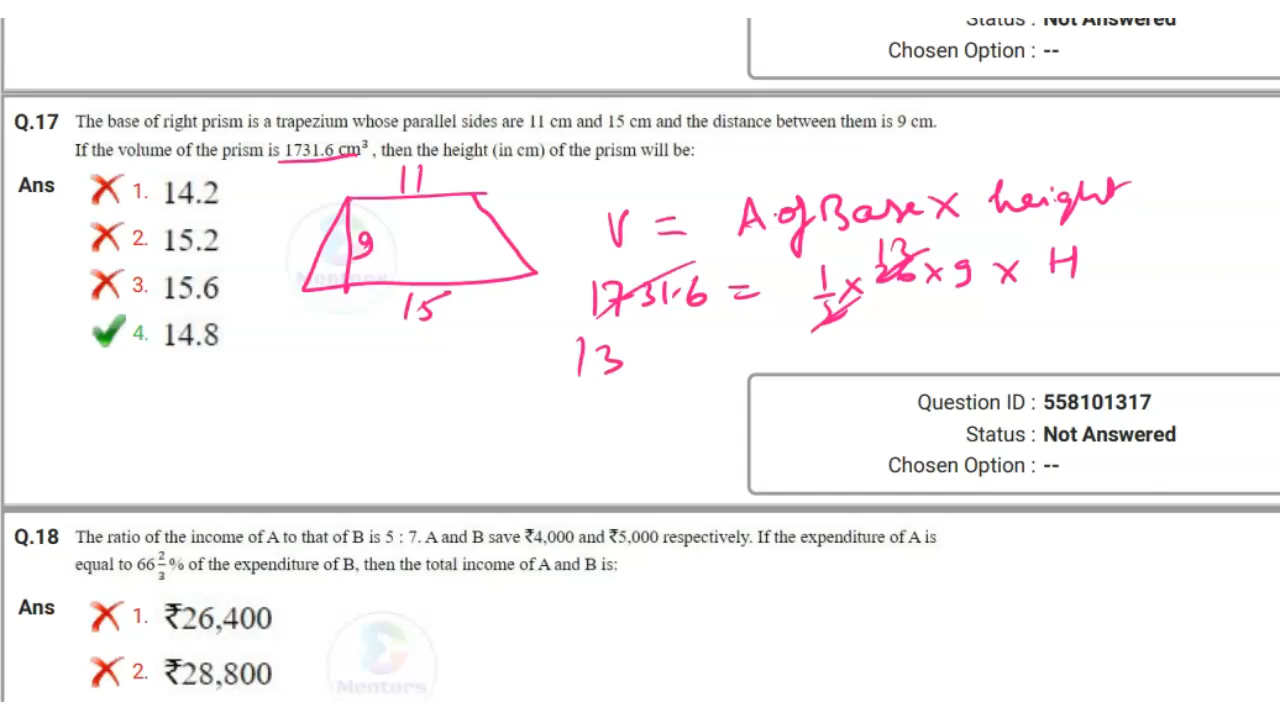 Status : Not Answered
Chosen Option : --
Q.17 The base of right prism is a trapezium whose parallel sides are 11 cm and 15 cm and the distance between them is 9 cm.
If the volume of the prism is 1731.6 cm³ , then the height (in cm) of the prism will be:
Ans
1. 14.2
2. 15.2
3. 15.6
4. 14.8
11
9
15
V = A.of Base × height
1731.6 = 1/2 × 26 × 9 × H
13
13
Mentors
Question ID : 558101317
Status : Not Answered
Chosen Option : --
Q.18 The ratio of the income of A to that of B is 5 : 7. A and B save ₹4,000 and ₹5,000 respectively. If the expenditure of A is
equal to 66 2/3 % of the expenditure of B, then the total income of A and B is:
Ans
1. ₹26,400
2. ₹28,800
Mentors